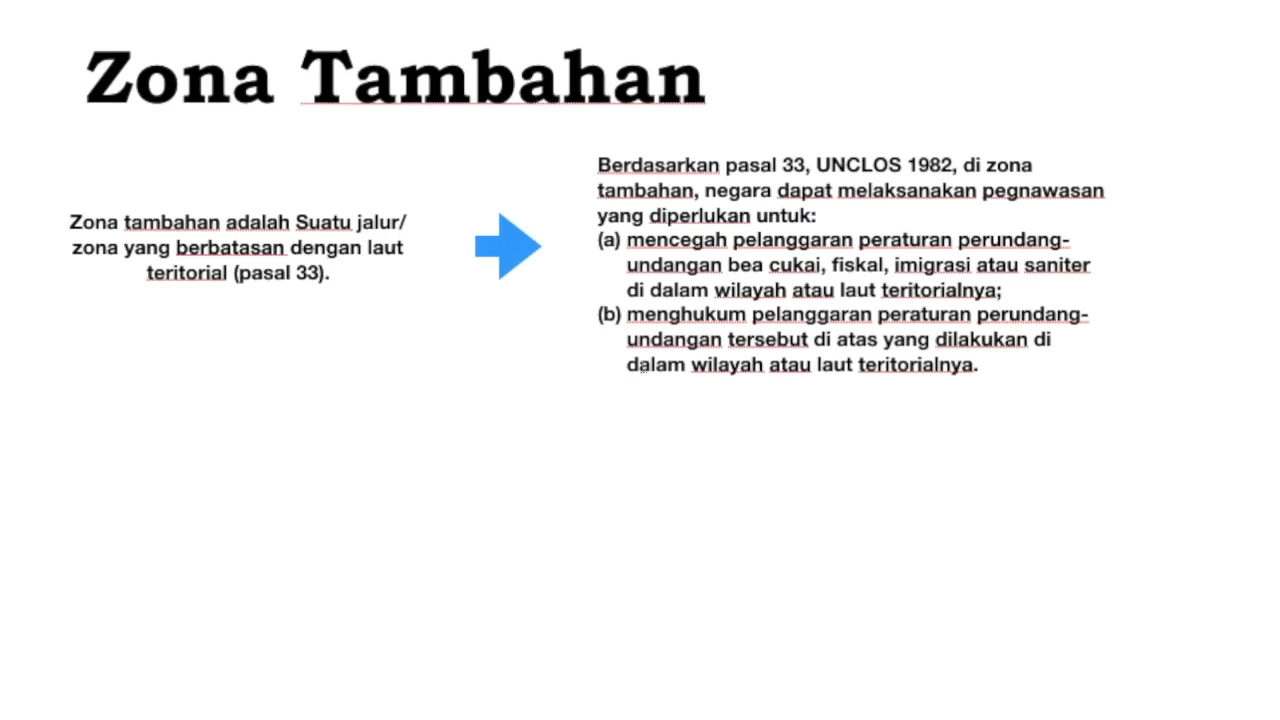 Zona Tambahan
Zona tambahan adalah Suatu jalur/
zona yang berbatasan dengan laut
teritorial (pasal 33).
Berdasarkan pasal 33, UNCLOS 1982, di zona
tambahan, negara dapat melaksanakan pegnawasan
yang diperlukan untuk:
(a) mencegah pelanggaran peraturan perundang-
undangan bea cukai, fiskal, imigrasi atau saniter
di dalam wilayah atau laut teritorialnya;
(b) menghukum pelanggaran peraturan perundang-
undangan tersebut di atas yang dilakukan di
dalam wilayah atau laut teritorialnya.